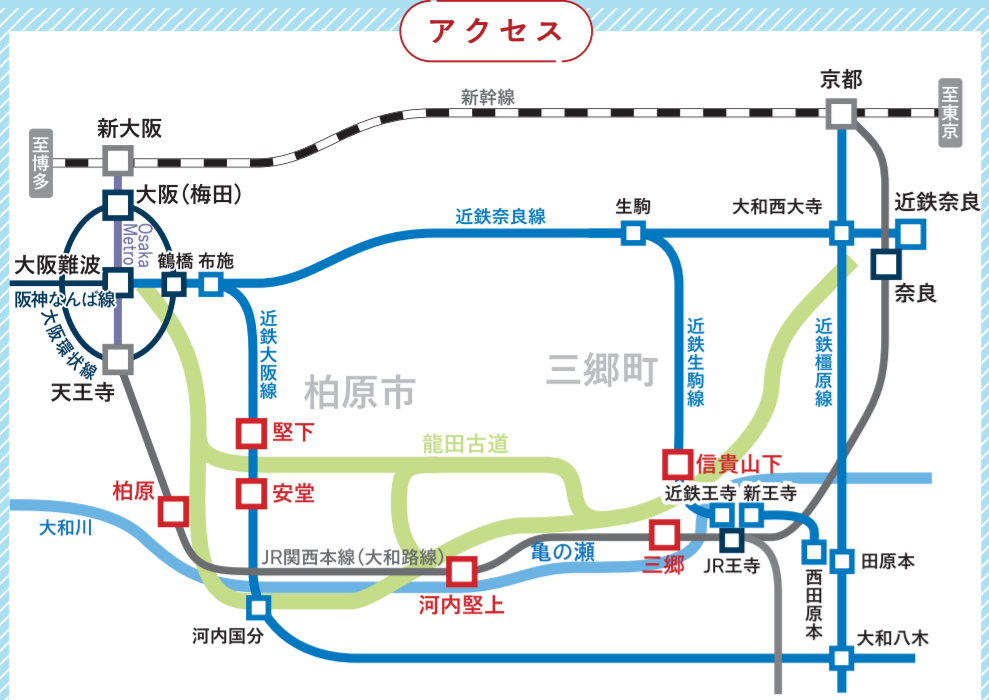 アクセス
京都
新幹線
至東京
新大阪
至博多
大阪(梅田)
近鉄奈良
生駒
大和西大寺
近鉄奈良線
Osaka Metro
鶴橋
布施
大阪難波
阪神なんば線
奈良
大阪環状線
近鉄大阪線
近鉄生駒線
近鉄橿原線
三郷町
柏原市
天王寺
堅下
龍田古道
信貴山下
柏原
安堂
近鉄王寺
新王寺
大和川
JR関西本線(大和路線)
亀の瀬
三郷
JR王寺
田原本
西田原本
河内堅上
河内国分
大和八木